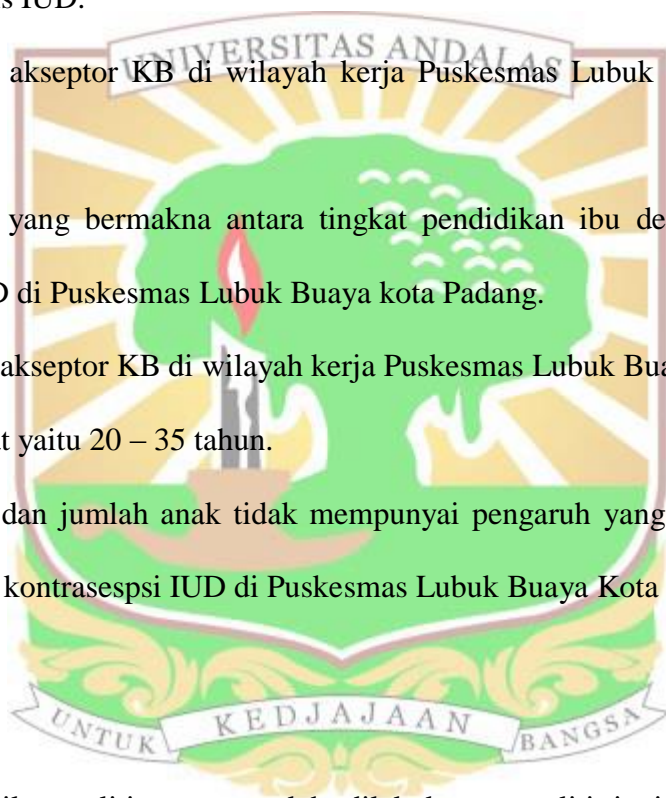 s IUD.
UNIVERSITAS ANDALAS
akseptor KB di wilayah kerja Puskesmas Lubuk
yang bermakna antara tingkat pendidikan ibu de
D di Puskesmas Lubuk Buaya kota Padang.
akseptor KB di wilayah kerja Puskesmas Lubuk Bua
t yaitu 20 – 35 tahun.
dan jumlah anak tidak mempunyai pengaruh yang
kontrasespsi IUD di Puskesmas Lubuk Buaya Kota
UNTUK KEDJAJAAN BANGSA